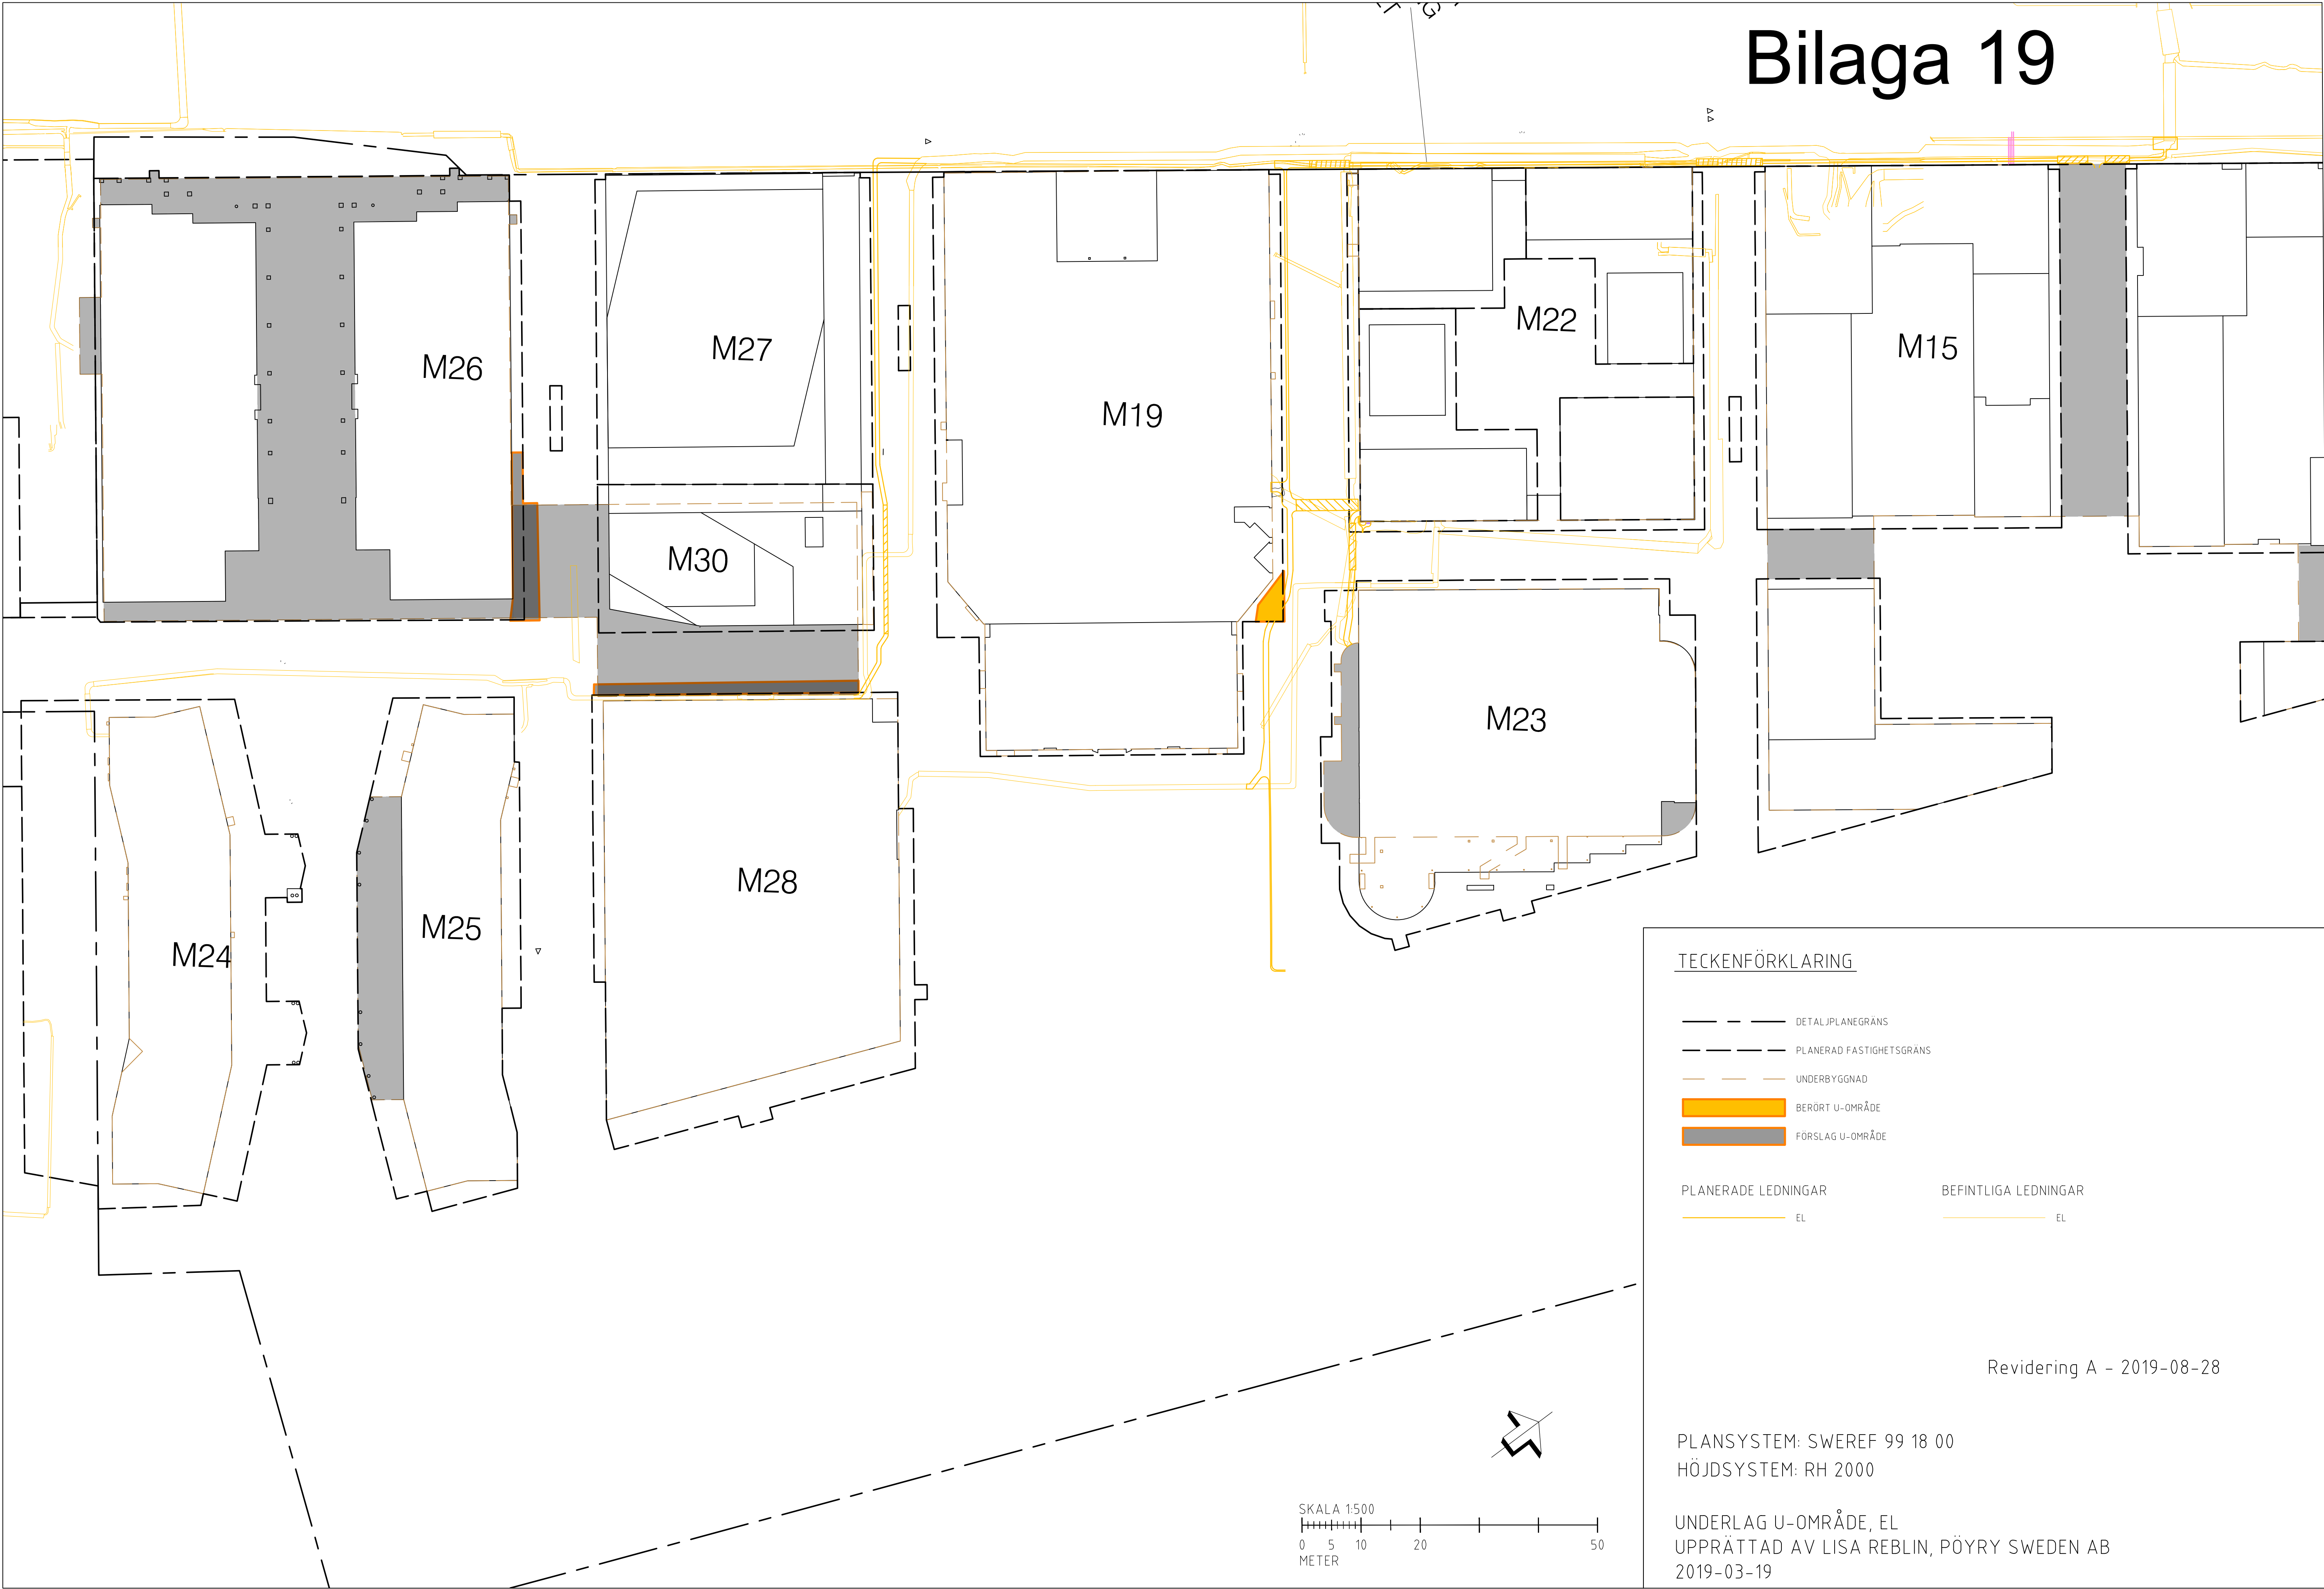 Bilaga 19
M26
M27
M19
M22
M15
M30
M23
M28
M25
M24
TECKENFÖRKLARING
DETALJPLANEGRÄNS
PLANERAD FASTIGHETSGRÄNS
UNDERBYGGNAD
BERÖRT U-OMRÅDE
FÖRSLAG U-OMRÅDE
PLANERADE LEDNINGAR BEFINTLIGA LEDNINGAR
EL EL
Revidering A - 2019-08-28
PLANSYSTEM: SWEREF 99 18 00
HÖJDSYSTEM: RH 2000
SKALA 1:500
0 5 10 20 50
METER
UNDERLAG U-OMRÅDE, EL
UPPRÄTTAD AV LISA REBLIN, PÖYRY SWEDEN AB
2019-03-19